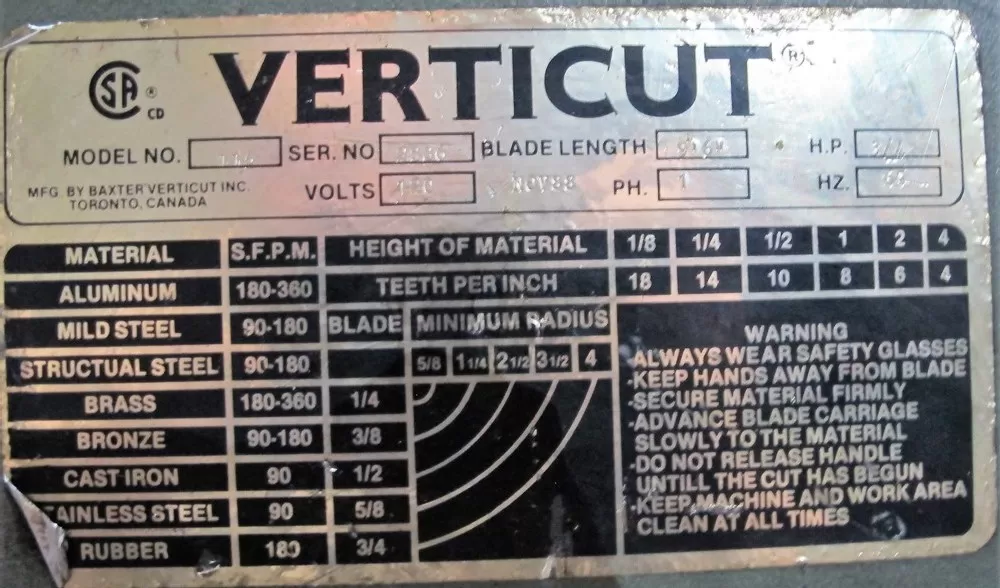 VERTICUT ®
CSA ®
CD
MODEL NO. SER. NO BLADE LENGTH H.P.
MFG. BY BAXTER VERTICUT INC.
TORONTO, CANADA
VOLTS NOV88 PH. 1 HZ. 60
MATERIAL S.F.P.M. HEIGHT OF MATERIAL 1/8 1/4 1/2 1 2 4
ALUMINUM 180-360 TEETH PER INCH 18 14 10 8 6 4
MILD STEEL 90-180 BLADE MINIMUM RADIUS
STRUCTUAL STEEL 90-180 5/8 1 1/4 2 1/2 3 1/2 4
BRASS 180-360 1/4
BRONZE 90-180 3/8
CAST IRON 90 1/2
TAINLESS STEEL 90 5/8
RUBBER 180 3/4
WARNING
-ALWAYS WEAR SAFETY GLASSES
-KEEP HANDS AWAY FROM BLADE
-SECURE MATERIAL FIRMLY
-ADVANCE BLADE CARRIAGE
SLOWLY TO THE MATERIAL
-DO NOT RELEASE HANDLE
UNTILL THE CUT HAS BEGUN
-KEEP MACHINE AND WORK AREA
CLEAN AT ALL TIMES